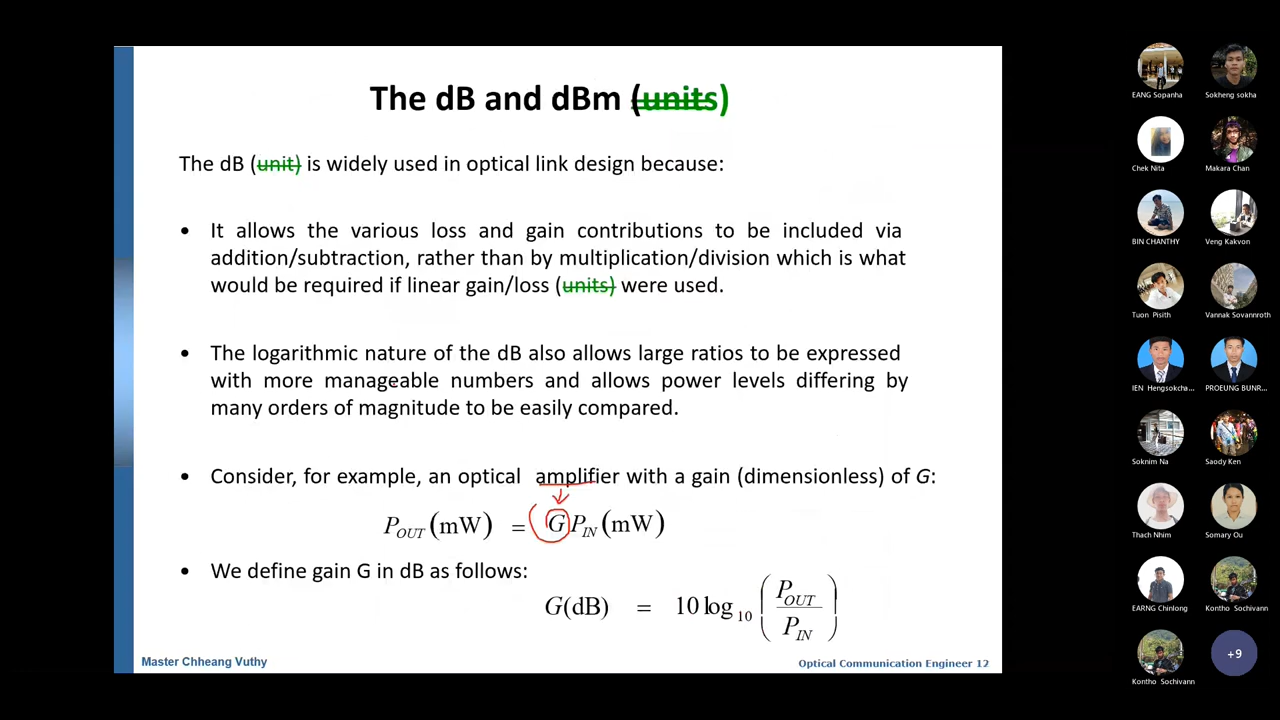 The dB and dBm (units)
The dB (unit) is widely used in optical link design because:
• It allows the various loss and gain contributions to be included via
addition/subtraction, rather than by multiplication/division which is what
would be required if linear gain/loss (units) were used.
• The logarithmic nature of the dB also allows large ratios to be expressed
with more manageable numbers and allows power levels differing by
many orders of magnitude to be easily compared.
• Consider, for example, an optical amplifier with a gain (dimensionless) of G:
P_OUT (mW) = G P_IN (mW)
• We define gain G in dB as follows:
G(dB) = 10 log_10 (P_OUT / P_IN)
Master Chheang Vuthy
Optical Communication Engineer 12
EANG Sopanha
Sokheng sokha
Chek Nita
Makara Chan
BIN CHANTHY
Veng Kakvon
Tuon Pisith
Vannak Sovannroth
IEN Hengsokcha...
PROEUNG BUNR...
Soknim Na
Saody Ken
Thach Nhim
Somary Ou
EARNG Chinlong
Kontho Sochivann
Kontho Sochivann
+9